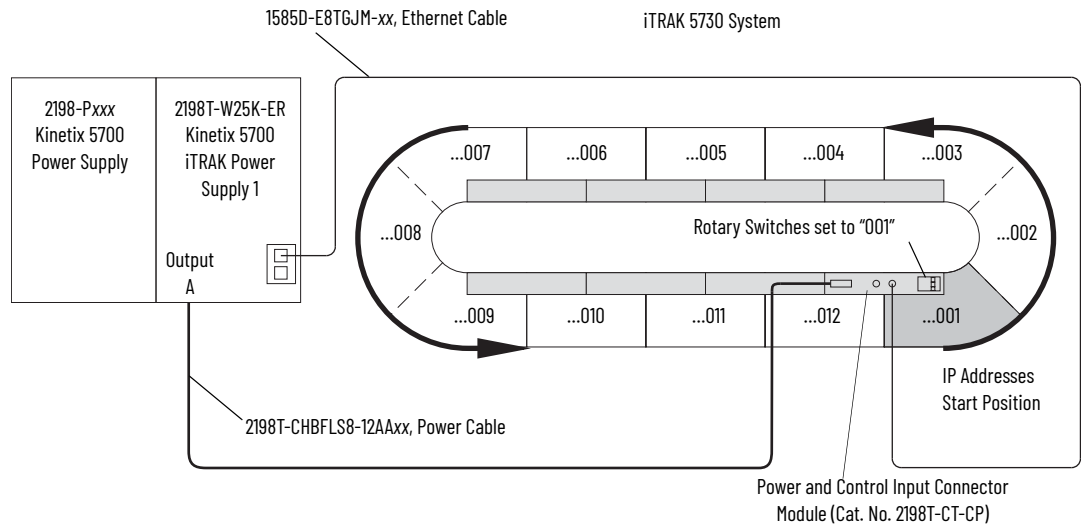 1585D-E8TGJM-xx, Ethernet Cable
iTRAK 5730 System
2198-Pxxx
Kinetix 5700
Power Supply
2198T-W25K-ER
Kinetix 5700
iTRAK Power
Supply 1
Output
A
...007
...006
...005
...004
...003
...008
Rotary Switches set to “001”
...002
...009
...010
...011
...012
...001
IP Addresses
Start Position
2198T-CHBFLS8-12AAxx, Power Cable
Power and Control Input Connector
Module (Cat. No. 2198T-CT-CP)